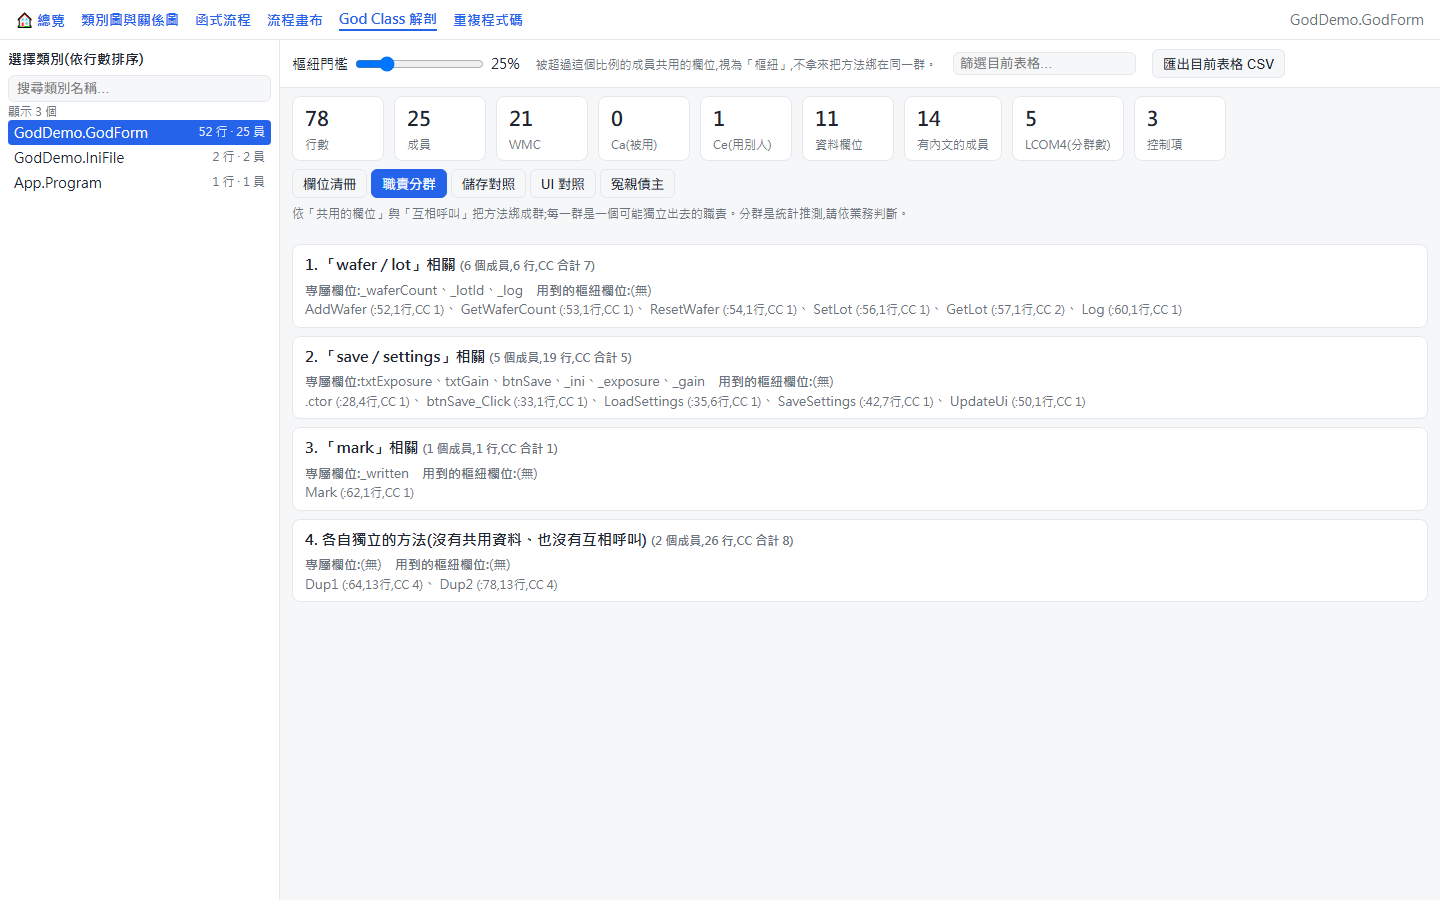 總覽 類別圖與關係圖 函式流程 流程畫布 God Class 解剖 重複程式碼 GodDemo.GodForm
選擇類別(依行數排序)
搜尋類別名稱...
顯示 3 個
GodDemo.GodForm 52 行 · 25 員
GodDemo.IniFile 2 行 · 2 員
App.Program 1 行 · 1 員
樞紐門檻 25% 被超過這個比例的成員共用的欄位,視為「樞紐」,不拿來把方法綁在同一群。 篩選目前表格... 匯出目前表格 CSV
78 25 21 0 1 11 14 5 3
行數 成員 WMC Ca(被用) Ce(用別人) 資料欄位 有內文的成員 LCOM4(分群數) 控制項
欄位清冊 職責分群 儲存對照 UI 對照 冤親債主
依「共用的欄位」與「互相呼叫」把方法綁成群;每一群是一個可能獨立出去的職責。分群是統計推測,請依業務判斷。
1. 「wafer / lot」相關 (6 個成員,6 行,CC 合計 7)
專屬欄位:_waferCount、_lotId、_log 用到的樞紐欄位:(無)
AddWafer (:52,1行,CC 1)、 GetWaferCount (:53,1行,CC 1)、 ResetWafer (:54,1行,CC 1)、 SetLot (:56,1行,CC 1)、 GetLot (:57,1行,CC 2)、 Log (:60,1行,CC 1)
2. 「save / settings」相關 (5 個成員,19 行,CC 合計 5)
專屬欄位:txtExposure、txtGain、btnSave、_ini、_exposure、_gain 用到的樞紐欄位:(無)
.ctor (:28,4行,CC 1)、 btnSave_Click (:33,1行,CC 1)、 LoadSettings (:35,6行,CC 1)、 SaveSettings (:42,7行,CC 1)、 UpdateUi (:50,1行,CC 1)
3. 「mark」相關 (1 個成員,1 行,CC 合計 1)
專屬欄位:_written 用到的樞紐欄位:(無)
Mark (:62,1行,CC 1)
4. 各自獨立的方法(沒有共用資料、也沒有互相呼叫) (2 個成員,26 行,CC 合計 8)
專屬欄位:(無) 用到的樞紐欄位:(無)
Dup1 (:64,13行,CC 4)、 Dup2 (:78,13行,CC 4)